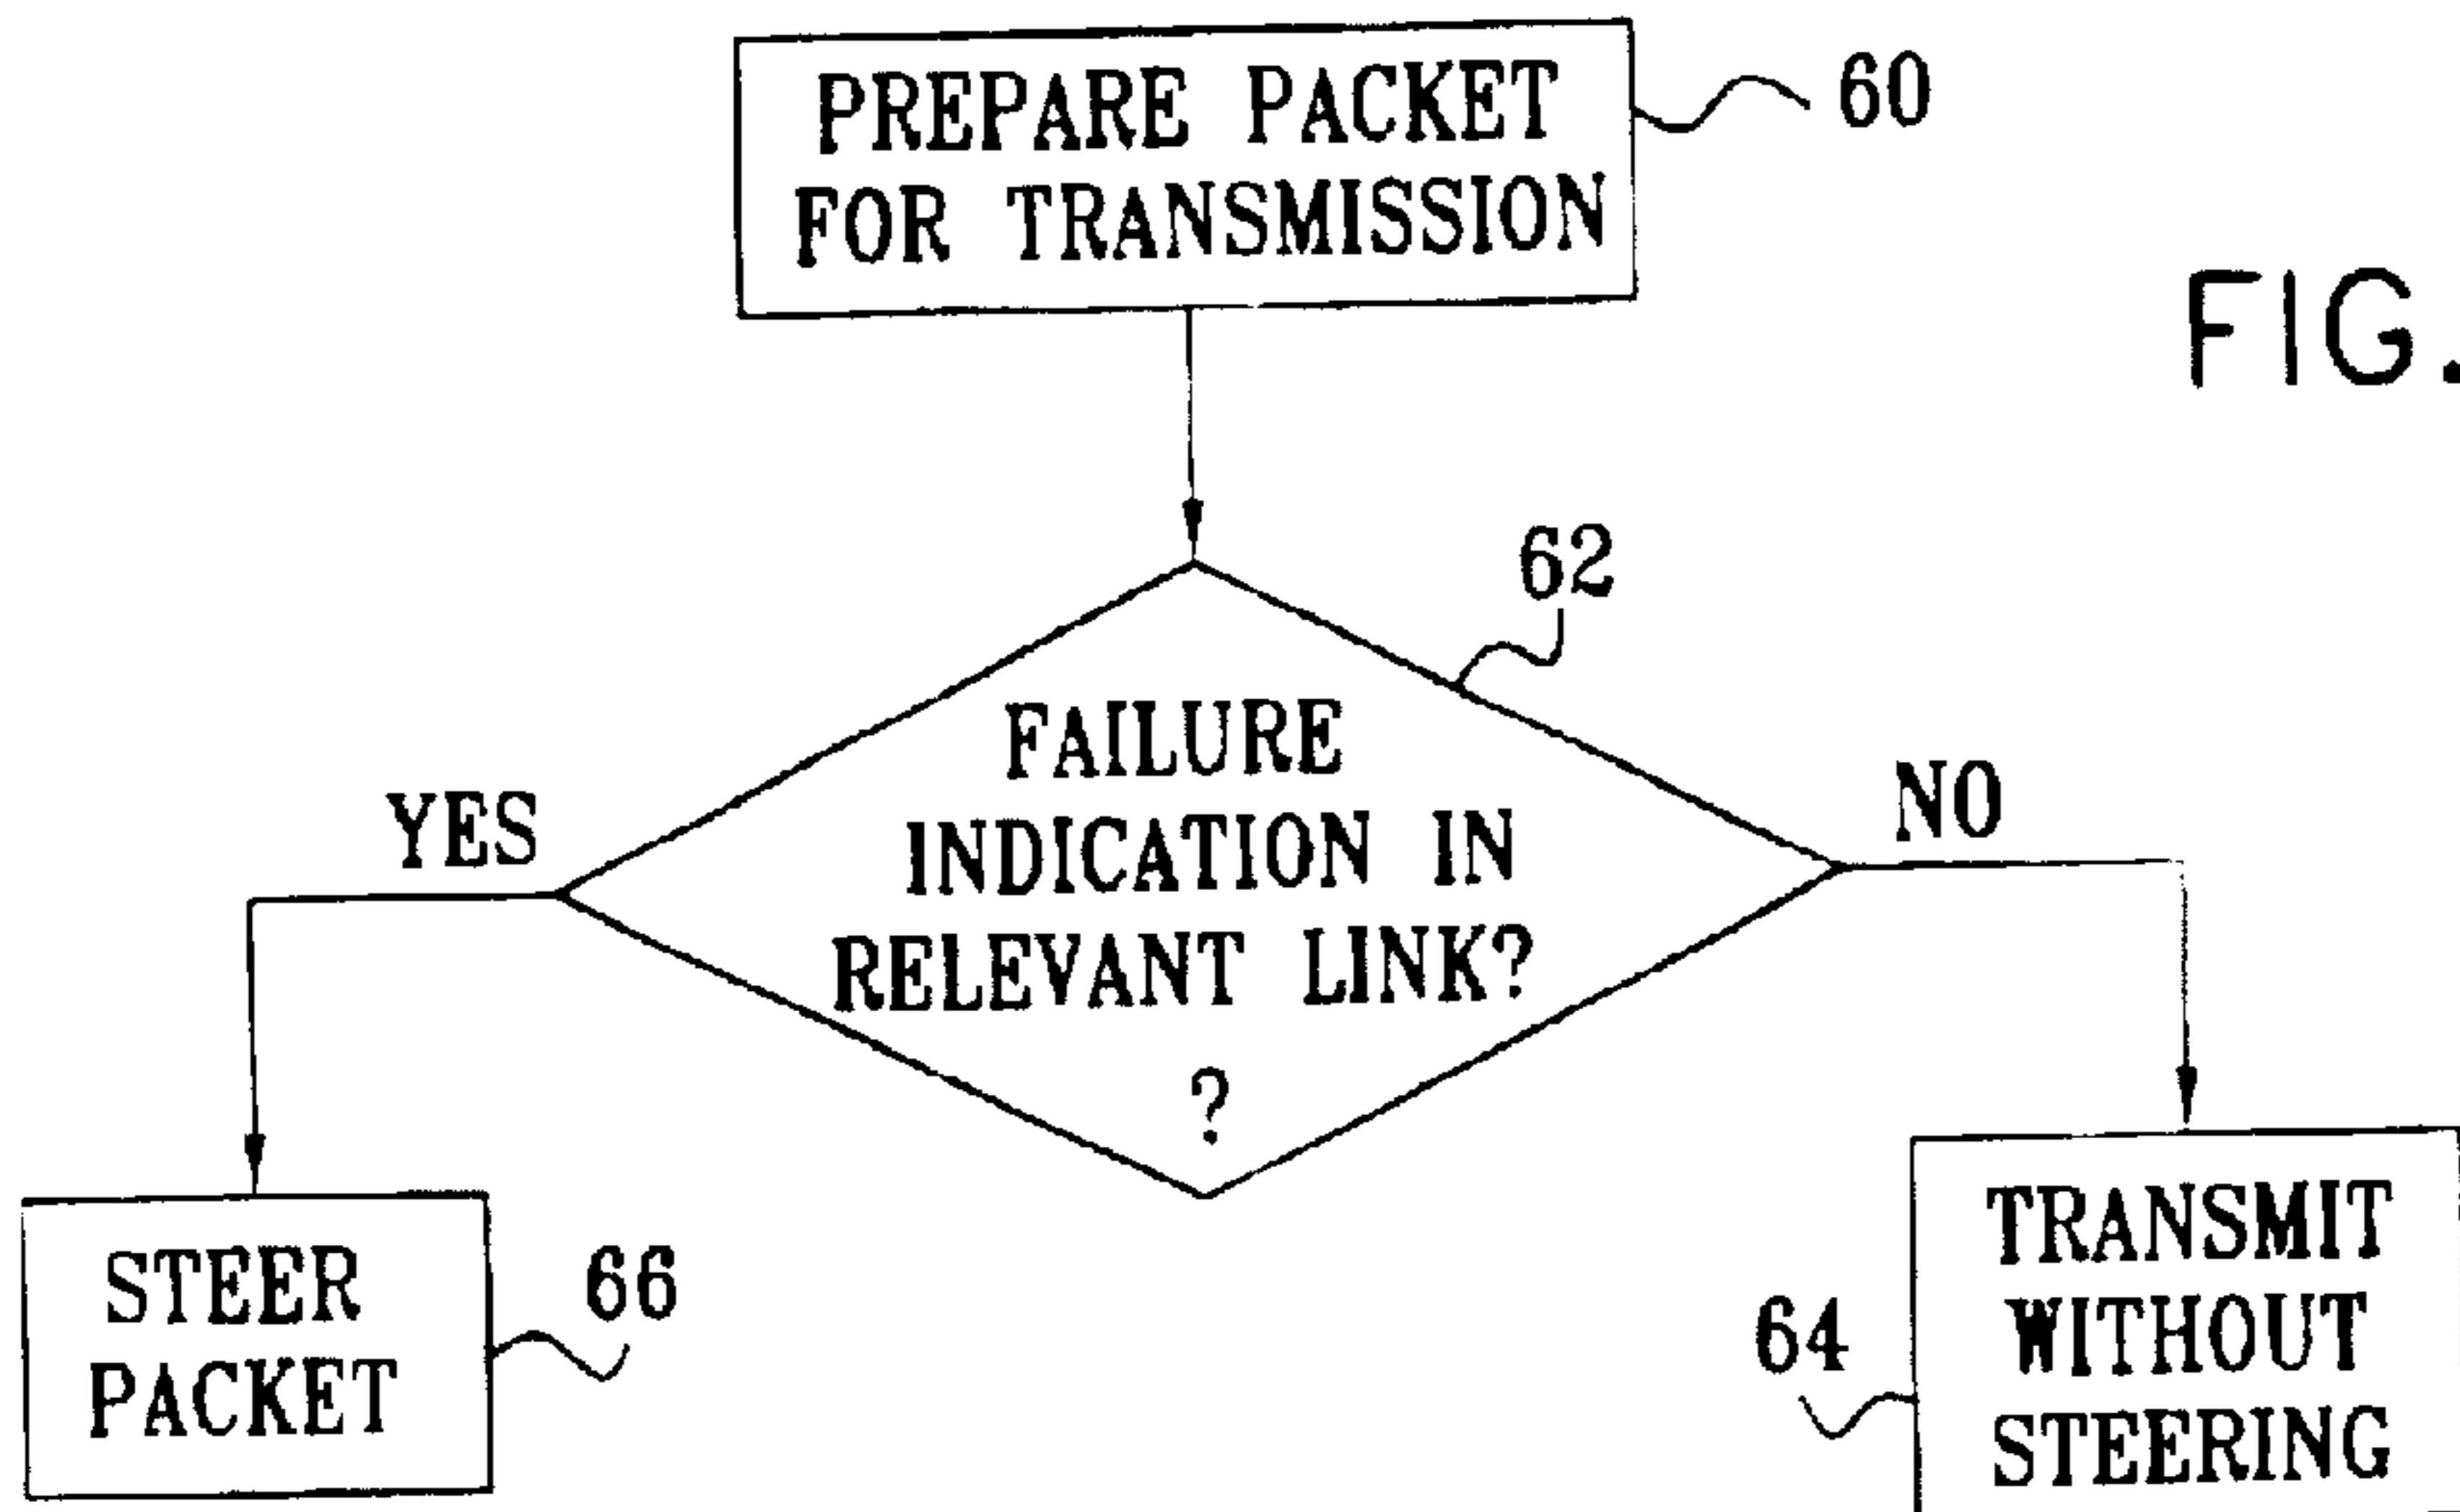 PREPARE PACKET
FOR TRANSMISSION
60
FIG.
62
FAILURE
INDICATION IN
RELEVANT LINK?
?
YES
NO
STEER
PACKET
66
TRANSMIT
WITHOUT
STEERING
64